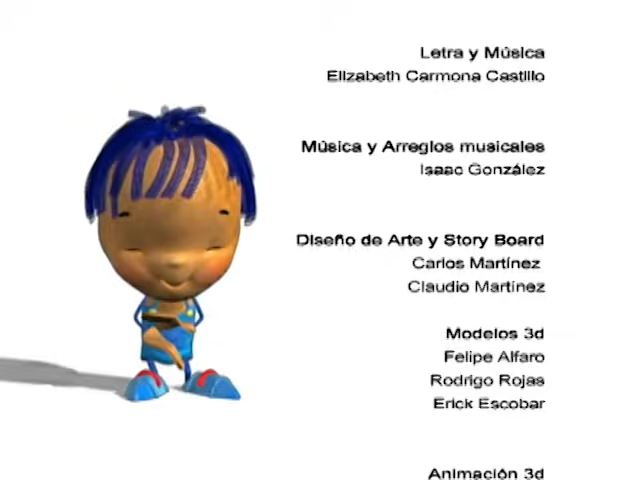 Letra y Música
Elizabeth Carmona Castillo
Música y Arreglos musicales
Isaac González
Diseño de Arte y Story Board
Carlos Martínez
Claudio Martínez
Modelos 3d
Felipe Alfaro
Rodrigo Rojas
Erick Escobar
Animación 3d